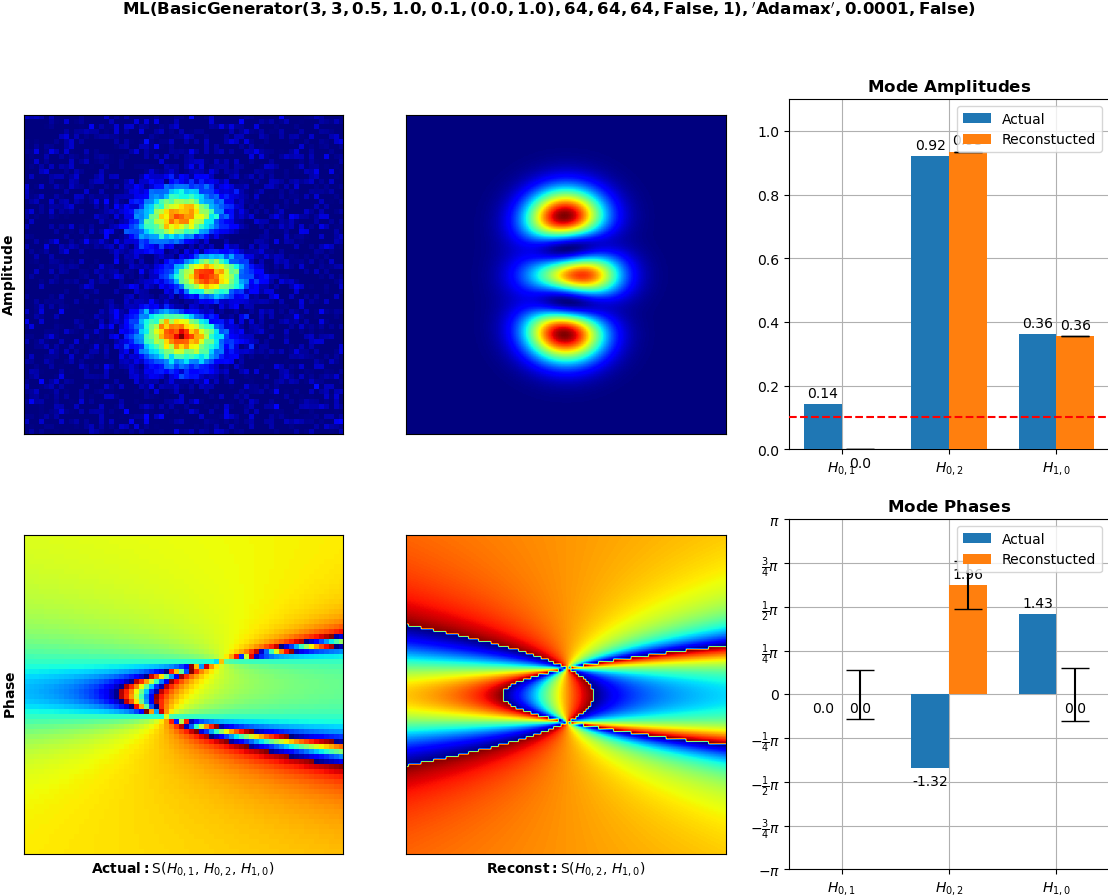 ML(BasicGenerator(3, 3, 0.5, 1.0, 0.1, (0.0, 1.0), 64, 64, 64, False, 1), ′Adamax′, 0.0001, False)
Amplitude
Mode Amplitudes
Actual
Reconstucted
1.0
0.8
0.6
0.4
0.2
0.0
0.14
0.0
0.92
0.36
0.36
H0,1
H0,2
H1,0
Phase
Actual: S(H0,1, H0,2, H1,0)
Reconst: S(H0,2, H1,0)
Mode Phases
Actual
Reconstucted
π
3/4π
1/2π
1/4π
0
−1/4π
−1/2π
−3/4π
−π
0.0
0.0
-1.32
1.96
1.43
0.0
H0,1
H0,2
H1,0